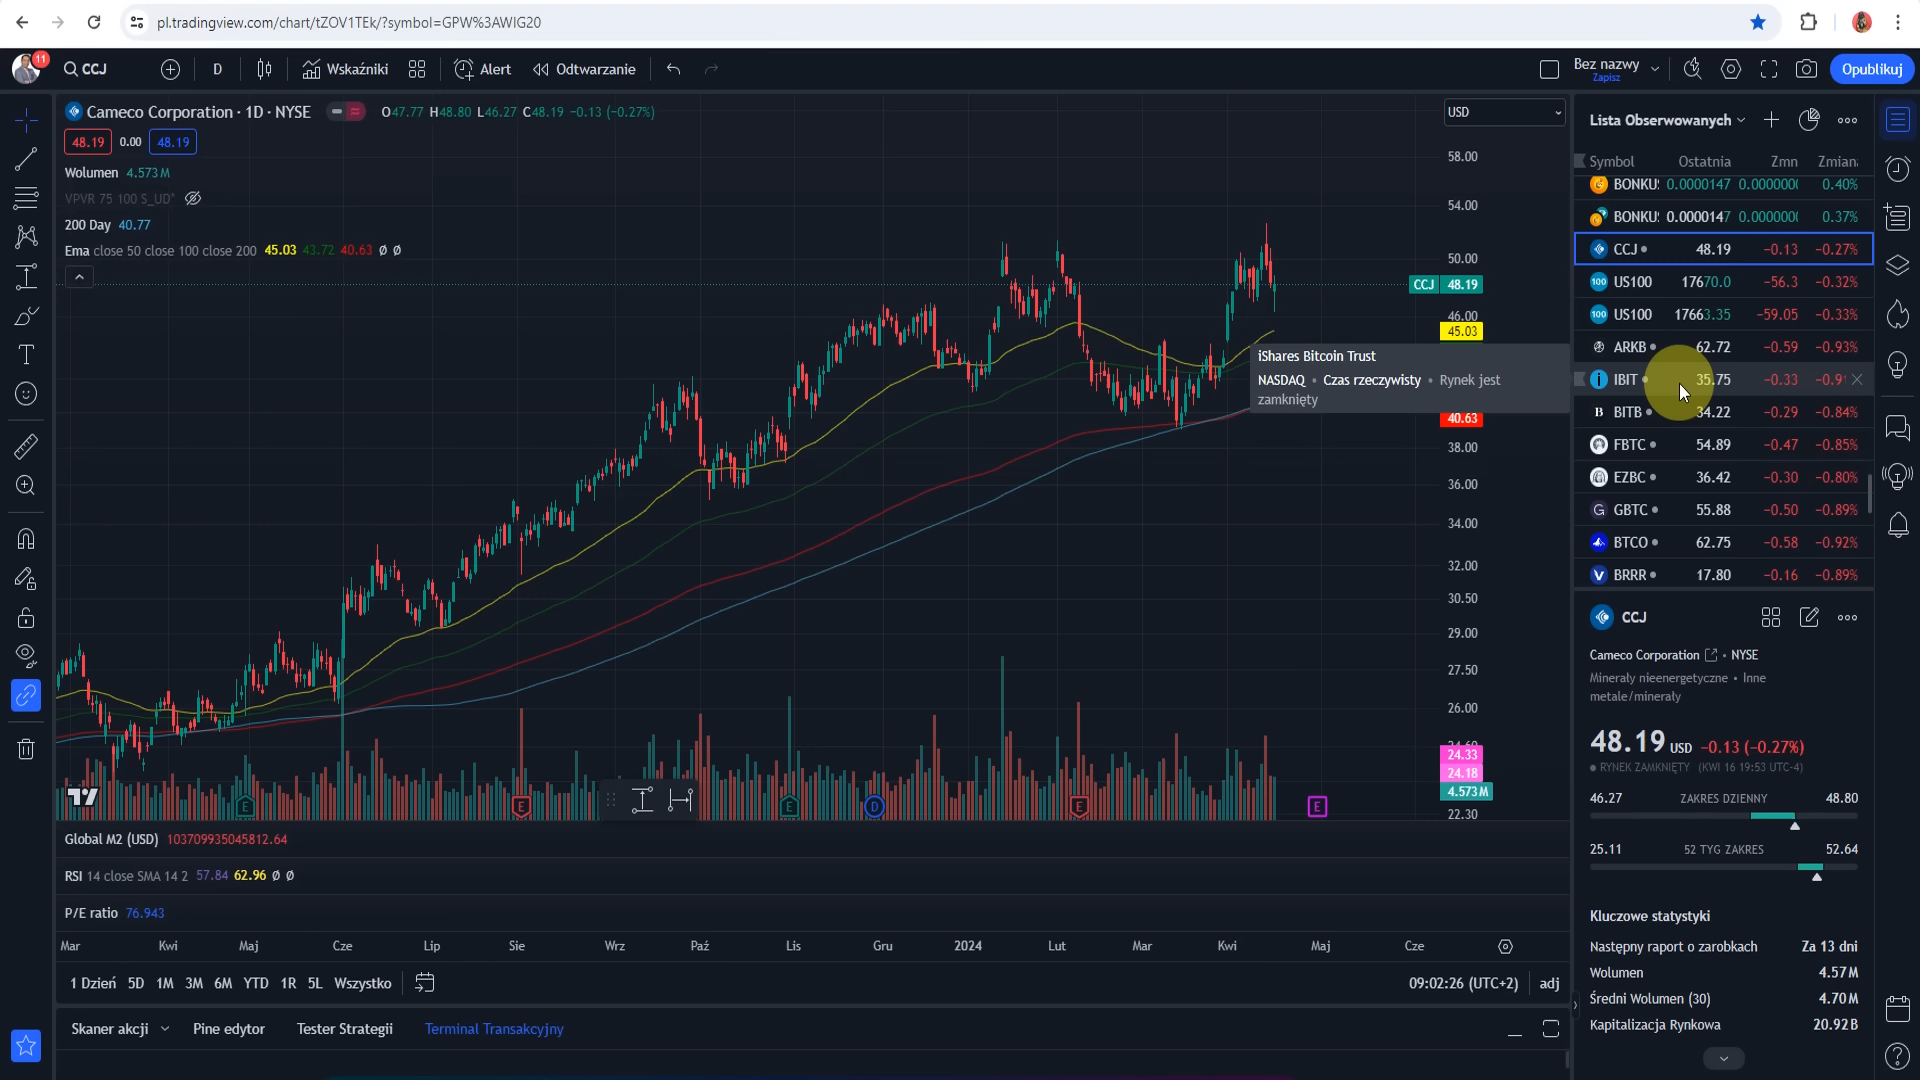 pl.tradingview.com/chart/tZOV1TEk/?symbol=GPW%3AWIG20
11
CCJ
D
Wskaźniki
Alert
Odtwarzanie
Bez nazwy
Zapisz
Opublikuj
Cameco Corporation · 1D · NYSE
O47.77 H48.80 L46.27 C48.19 −0.13 (−0.27%)
USD
48.19 0.00 48.19
Wolumen 4.573M
VPVR 75 100 S_UD"
200 Day 40.77
Ema close 50 close 100 close 200 45.03 43.72 40.63 Ø Ø
58.00
54.00
50.00
CCJ 48.19
46.00
45.03
40.63
38.00
36.00
34.00
32.00
30.50
29.00
27.50
26.00
24.60
24.33
24.18
4.573M
22.30
iShares Bitcoin Trust
NASDAQ • Czas rzeczywisty • Rynek jest
zamknięty
E E E D E E
Global M2 (USD) 103709935045812.64
RSI 14 close SMA 14 2 57.84 62.96 Ø Ø
P/E ratio 76.943
Mar Kwi Maj Cze Lip Sie Wrz Paź Lis Gru 2024 Lut Mar Kwi Maj Cze
1 Dzień 5D 1M 3M 6M YTD 1R 5L Wszystko
09:02:26 (UTC+2) adj
Skaner akcji Pine edytor Tester Strategii Terminal Transakcyjny
Lista Obserwowanych
Symbol Ostatnia Zmn Zmian
BONKU 0.0000147 0.0000000 0.40%
BONKU 0.0000147 0.0000000 0.37%
CCJ 48.19 −0.13 −0.27%
US100 17670.0 −56.3 −0.32%
US100 17663.35 −59.05 −0.33%
ARKB 62.72 −0.59 −0.93%
IBIT 35.75 −0.33 −0.9
BITB 34.22 −0.29 −0.84%
FBTC 54.89 −0.47 −0.85%
EZBC 36.42 −0.30 −0.80%
GBTC 55.88 −0.50 −0.89%
BTCO 62.75 −0.58 −0.92%
BRRR 17.80 −0.16 −0.89%
CCJ
Cameco Corporation • NYSE
Minerały nieenergetyczne • Inne
metale/minerały
48.19 USD −0.13 (−0.27%)
RYNEK ZAMKNIĘTY (KWI 16 19:53 UTC-4)
46.27 ZAKRES DZIENNY 48.80
25.11 52 TYG ZAKRES 52.64
Kluczowe statystyki
Następny raport o zarobkach Za 13 dni
Wolumen 4.57M
Średni Wolumen (30) 4.70M
Kapitalizacja Rynkowa 20.92B